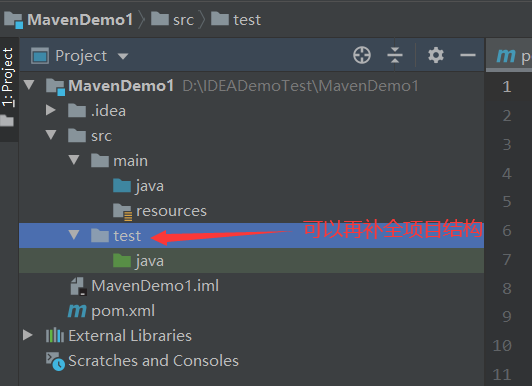 MavenDemo1 src test
1: Project
Project
MavenDemo1 D:\IDEADemoTest\MavenDemo1
.idea
src
main
java
resources
test 可以再补全项目结构
java
MavenDemo1.iml
m pom.xml
External Libraries
Scratches and Consoles
m p
1
2
3
4
5
6
7
8
9
10
11